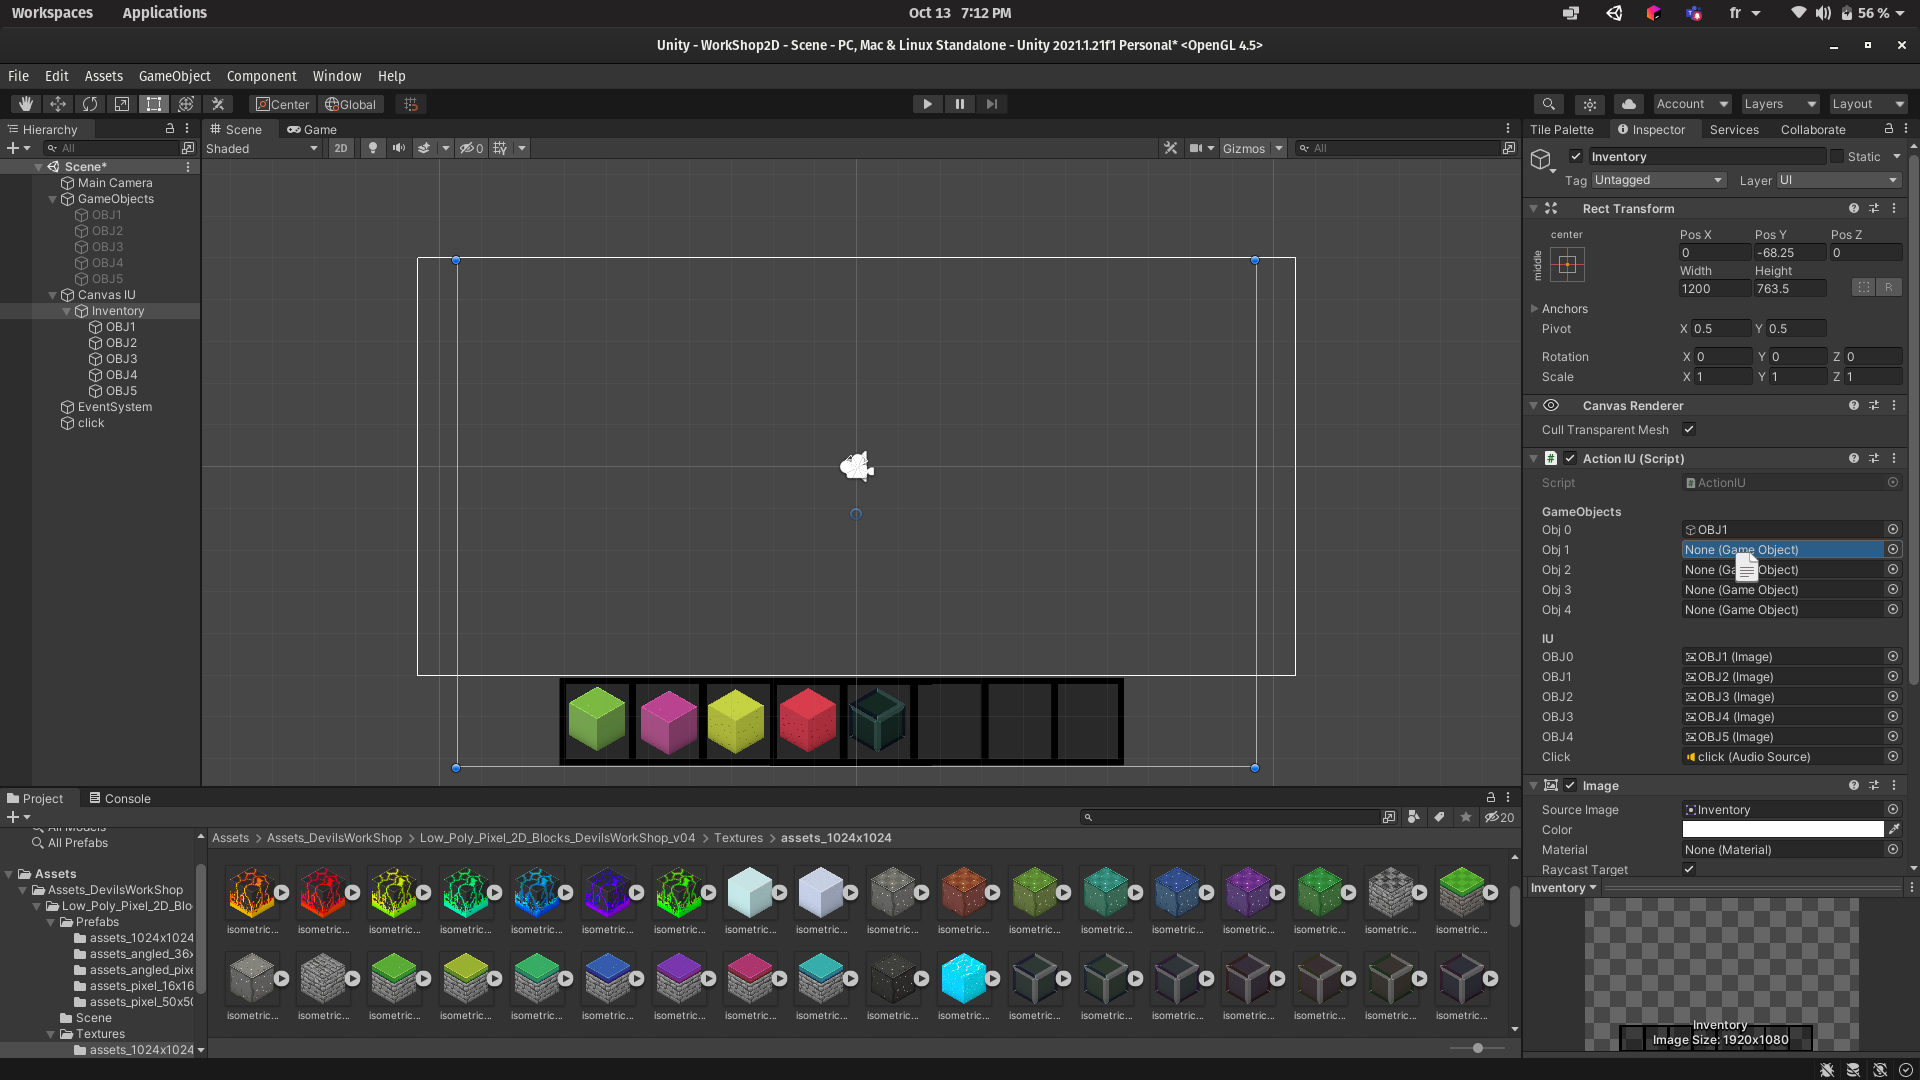 Workspaces Applications Oct 13 7:12 PM fr 56 %
Unity - WorkShop2D - Scene - PC, Mac & Linux Standalone - Unity 2021.1.21f1 Personal* <OpenGL 4.5>
File Edit Assets GameObject Component Window Help
Center Global Account Layers Layout
Hierarchy
All
Scene*
Main Camera
GameObjects
OBJ1
OBJ2
OBJ3
OBJ4
OBJ5
Canvas IU
Inventory
OBJ1
OBJ2
OBJ3
OBJ4
OBJ5
EventSystem
click
Scene Game
Shaded 2D 0 Gizmos All
Tile Palette Inspector Services Collaborate
Inventory Static
Tag Untagged Layer UI
Rect Transform
center
middle
Pos X Pos Y Pos Z
0 -68.25 0
Width Height
1200 763.5 R
Anchors
Pivot X 0.5 Y 0.5
Rotation X 0 Y 0 Z 0
Scale X 1 Y 1 Z 1
Canvas Renderer
Cull Transparent Mesh
Action IU (Script)
Script ActionIU
GameObjects
Obj 0 OBJ1
Obj 1 None (Game Object)
Obj 2 None (Game Object)
Obj 3 None (Game Object)
Obj 4 None (Game Object)
IU
OBJ0 OBJ1 (Image)
OBJ1 OBJ2 (Image)
OBJ2 OBJ3 (Image)
OBJ3 OBJ4 (Image)
OBJ4 OBJ5 (Image)
Click click (Audio Source)
Image
Source Image Inventory
Color
Material None (Material)
Raycast Target
Inventory
Inventory
Image Size: 1920x1080
Project Console
20
All Models
All Prefabs
Assets
Assets_DevilsWorkShop
Low_Poly_Pixel_2D_Blo
Prefabs
assets_1024x1024
assets_angled_36x
assets_angled_pixe
assets_pixel_16x16
assets_pixel_50x50
Scene
Textures
assets_1024x1024
Assets > Assets_DevilsWorkShop > Low_Poly_Pixel_2D_Blocks_DevilsWorkShop_v04 > Textures > assets_1024x1024
isometric... isometric... isometric... isometric... isometric... isometric... isometric... isometric... isometric... isometric... isometric... isometric... isometric... isometric... isometric... isometric... isometric... isometric...
isometric... isometric... isometric... isometric... isometric... isometric... isometric... isometric... isometric... isometric... isometric... isometric... isometric... isometric... isometric... isometric... isometric... isometric...